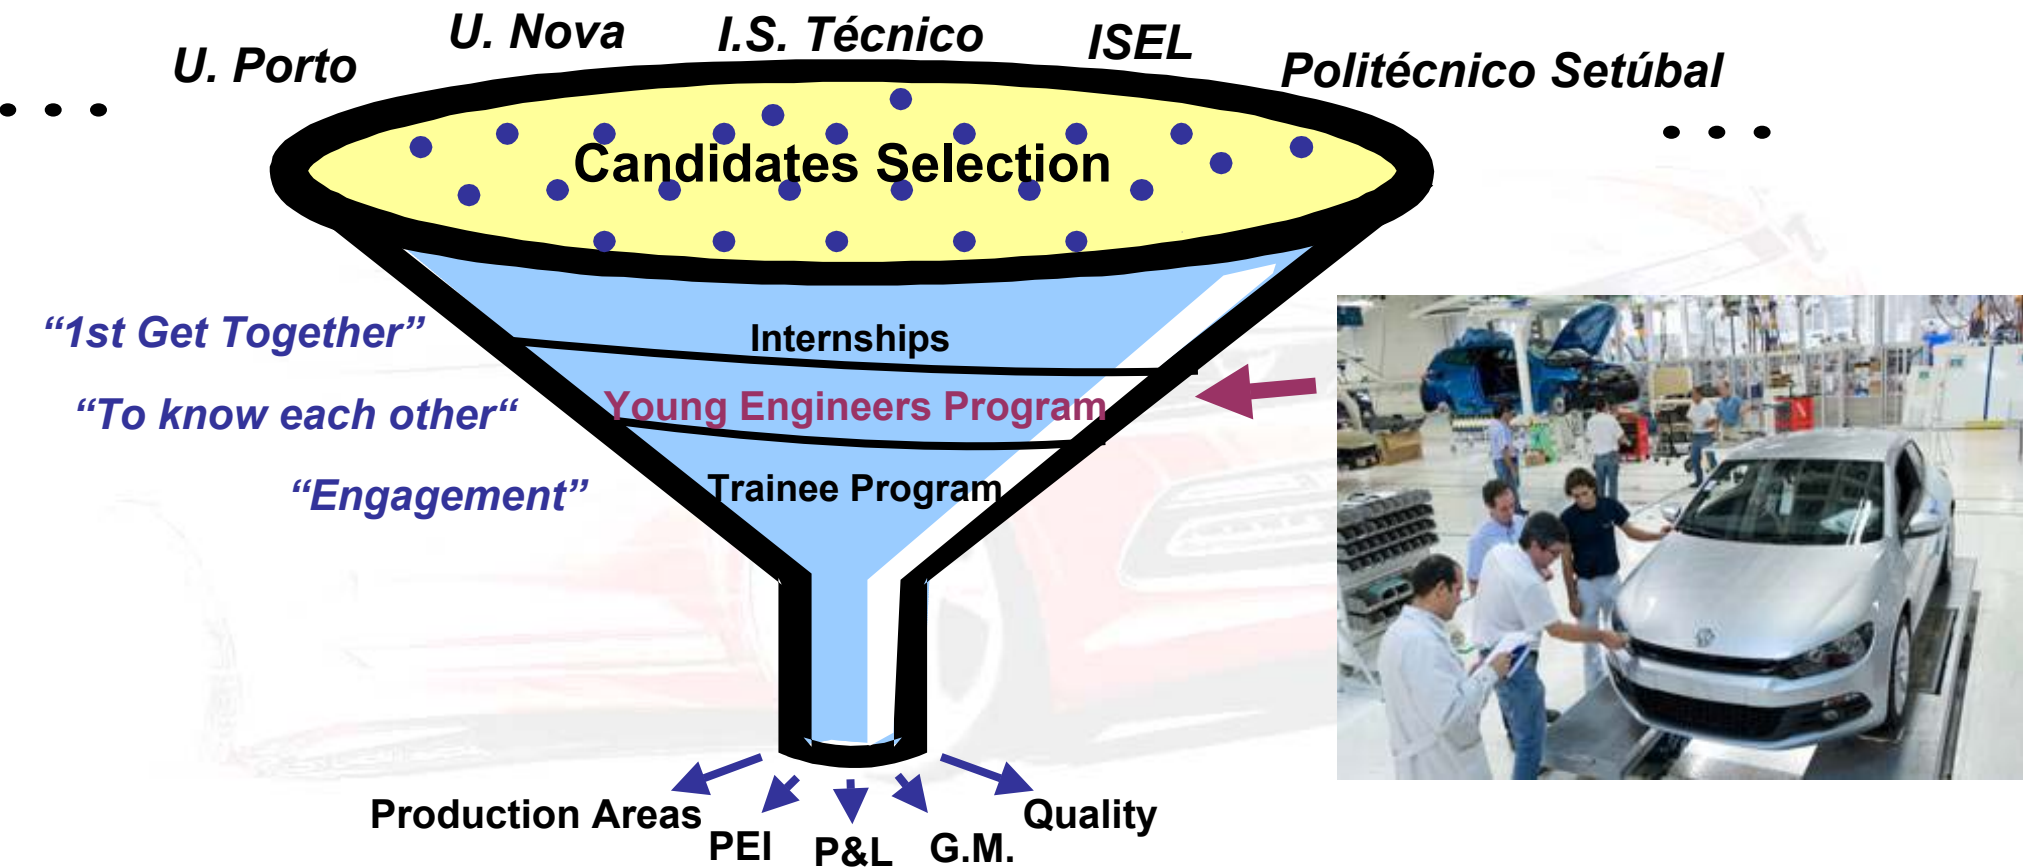 U. Porto
U. Nova
I.S. Técnico
ISEL
Politécnico Setúbal
Candidates Selection
“1st Get Together”
Internships
“To know each other“
Young Engineers Program
“Engagement”
Trainee Program
Production Areas
PEI
P&L
G.M.
Quality